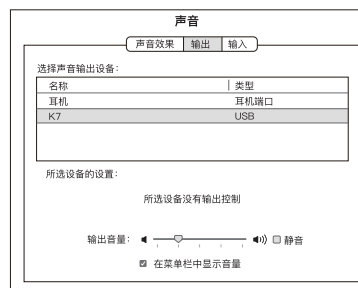 声音
声音效果 输出 输入
选择声音输出设备：
名称 类型
耳机 耳机端口
K7 USB
所选设备的设置：
所选设备没有输出控制
输出音量： 静音
在菜单栏中显示音量